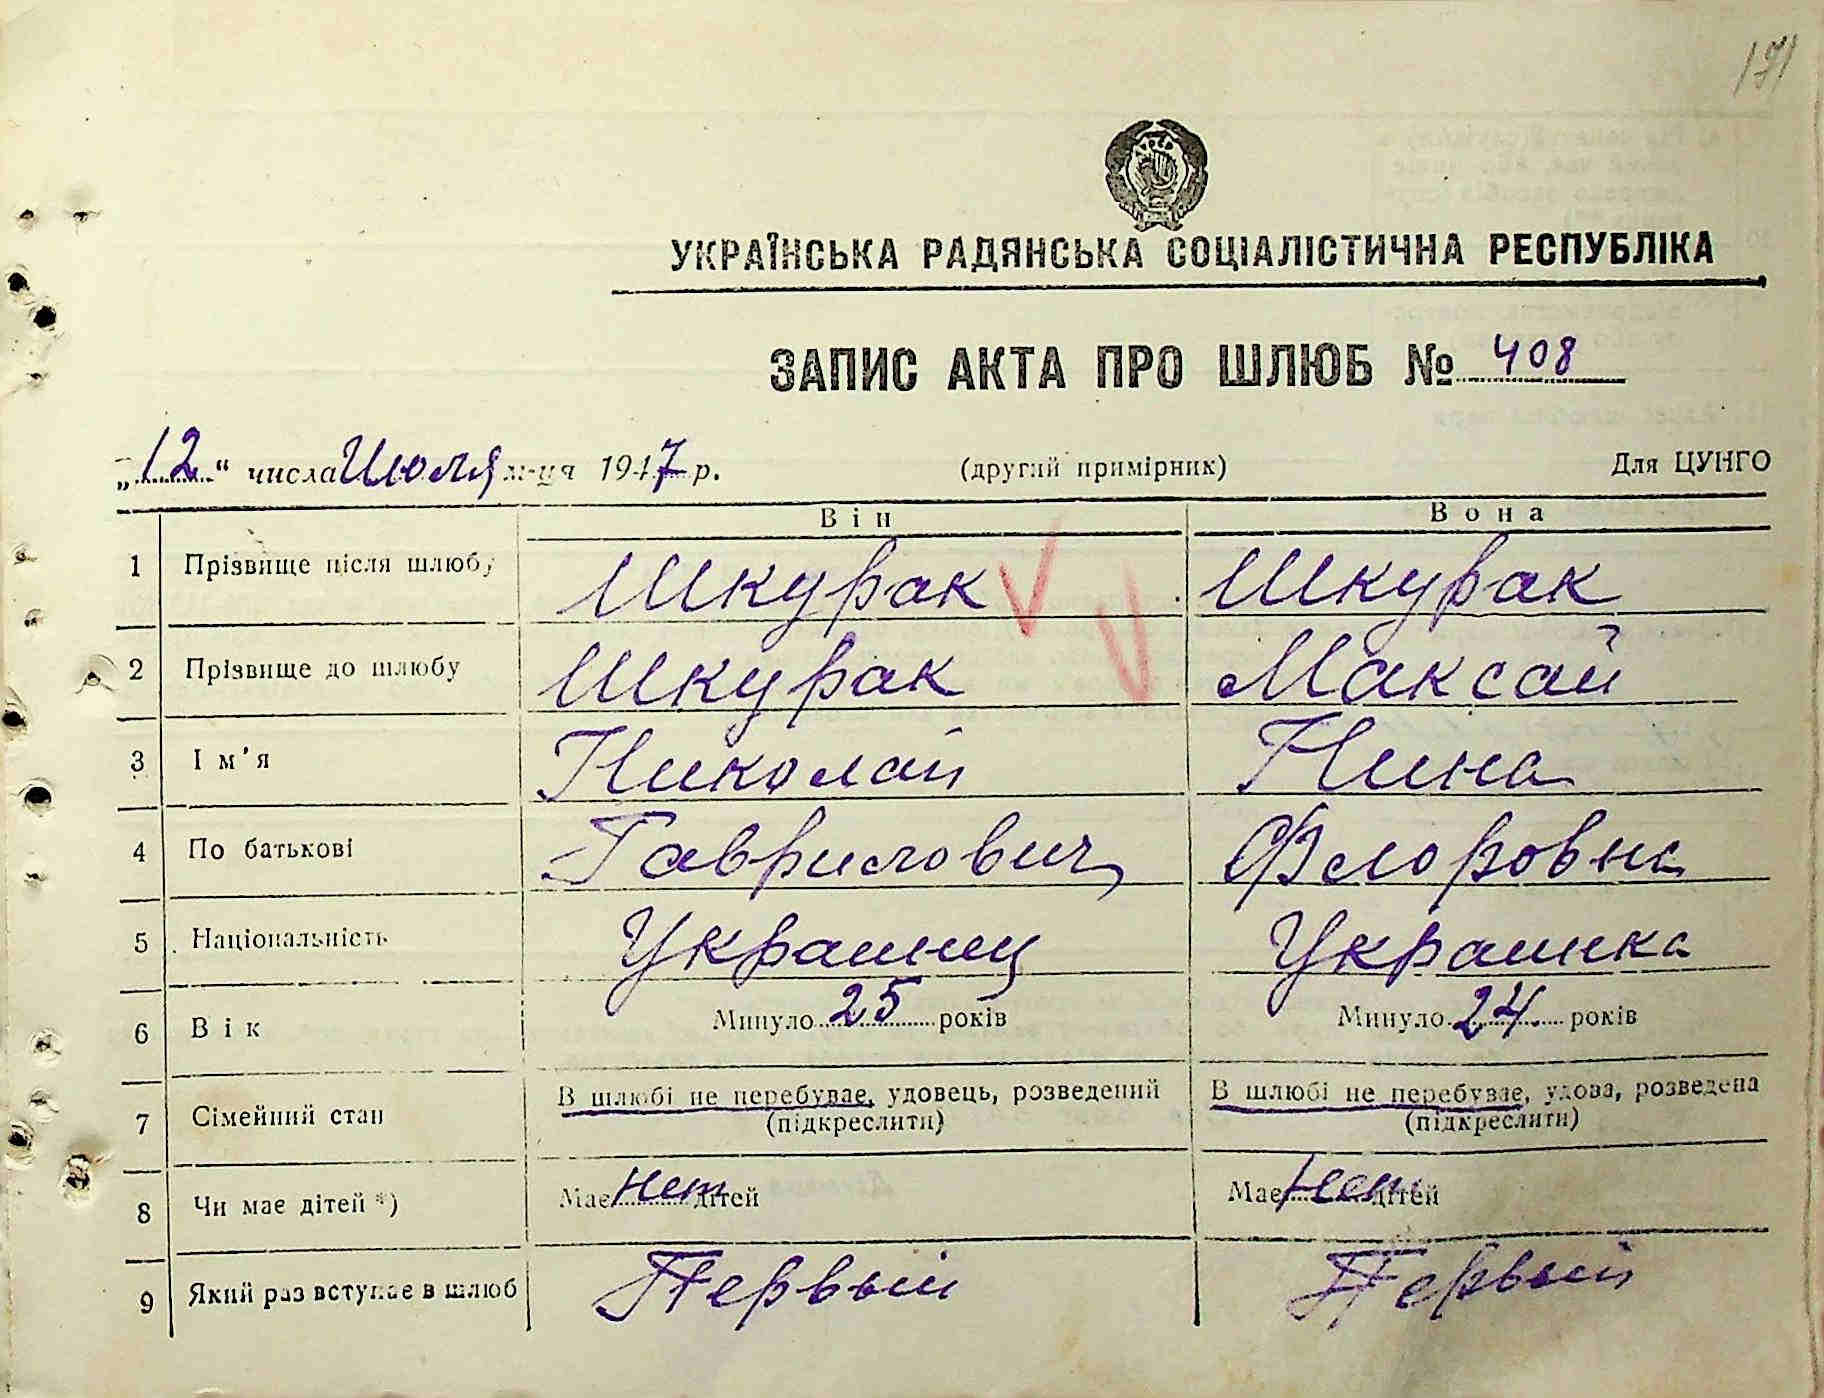 171
УКРАЇНСЬКА РАДЯНСЬКА СОЦІАЛІСТИЧНА РЕСПУБЛІКА
ЗАПИС АКТА ПРО ШЛЮБ № 408
„12“ числа Июля м-ця 1947 р. (другий примірник) Для ЦУНГО
Він Вона
1 Прізвище після шлюбу Шкурак Шкурак
2 Прізвище до шлюбу Шкурак Максай
3 Ім'я Николай Нина
4 По батькові Гаврилович Флоровна
5 Національність Украинец Украинка
6 Вік Минуло 25 років Минуло 24 років
7 Сімейний стан В шлюбі не перебуває, удовець, розведений В шлюбі не перебуває, удова, розведена
(підкреслити) (підкреслити)
8 Чи має дітей *) Має нет дітей Має нет дітей
9 Який раз вступає в шлюб Первый Первый